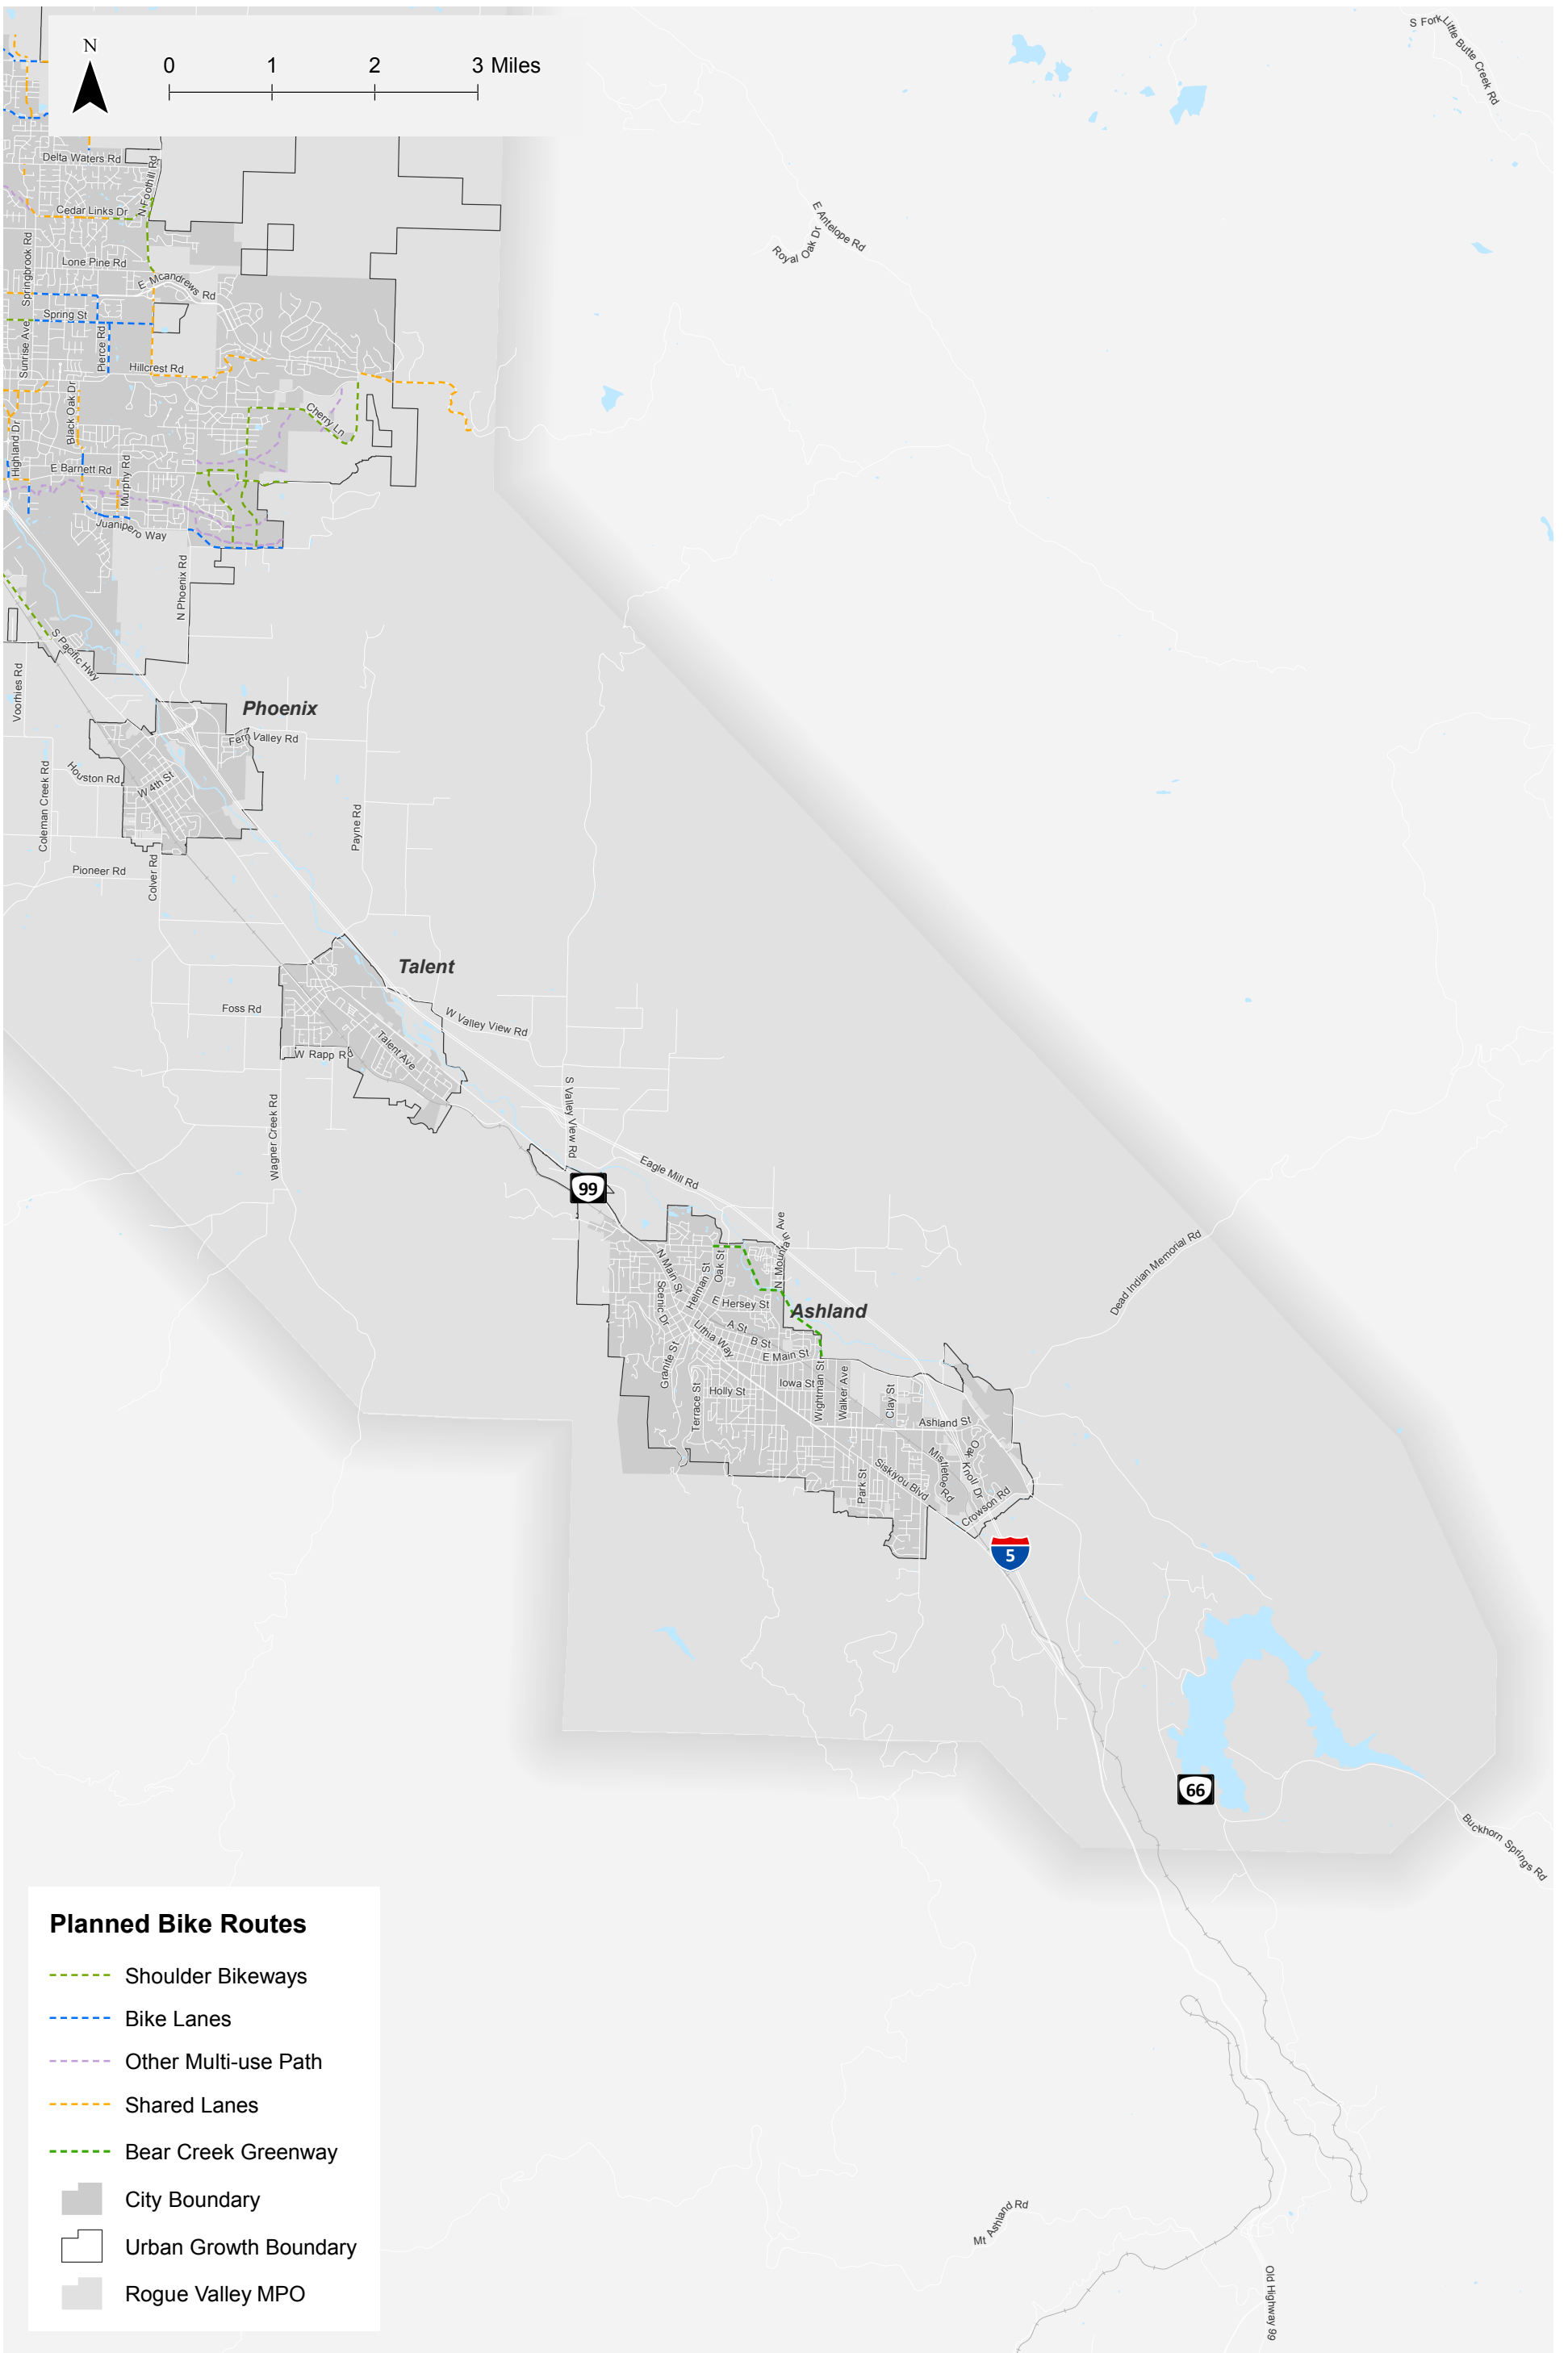 S Fork Little Butte Creek Rd
N
0 1 2 3 Miles
Delta Waters Rd
N Foothill Rd
Cedar Links Dr
E Antelope Rd
Royal Oak Dr
Springbrook Rd
Lone Pine Rd
E Mcandrews Rd
Spring St
Sunrise Ave
Pierce Rd
Hillcrest Rd
Black Oak Dr
Cherry Ln
Highland Dr
E Barnett Rd
Murphy Rd
Juanipero Way
N Phoenix Rd
S Pacific Hwy
Voorhies Rd
Phoenix
Fern Valley Rd
Houston Rd
W 4th St
Coleman Creek Rd
Payne Rd
Pioneer Rd
Colver Rd
Talent
Foss Rd
W Valley View Rd
Talent Ave
W Rapp Rd
Wagner Creek Rd
S Valley View Rd
Eagle Mill Rd
99
N Mountain Ave
Dead Indian Memorial Rd
N Main St
Oak St
Helman St
Scenic Dr
E Hersey St
Ashland
A St
B St
Lithia Way
E Main St
Granite St
Iowa St
Wightman St
Walker Ave
Holly St
Terrace St
Clay St
Ashland St
Oak Knoll Dr
Mistletoe Rd
Siskiyou Blvd
Park St
Crowson Rd
5
66
Buckhorn Springs Rd
Planned Bike Routes
Shoulder Bikeways
Bike Lanes
Other Multi-use Path
Shared Lanes
Bear Creek Greenway
City Boundary
Urban Growth Boundary
Rogue Valley MPO
Mt Ashland Rd
Old Highway 99